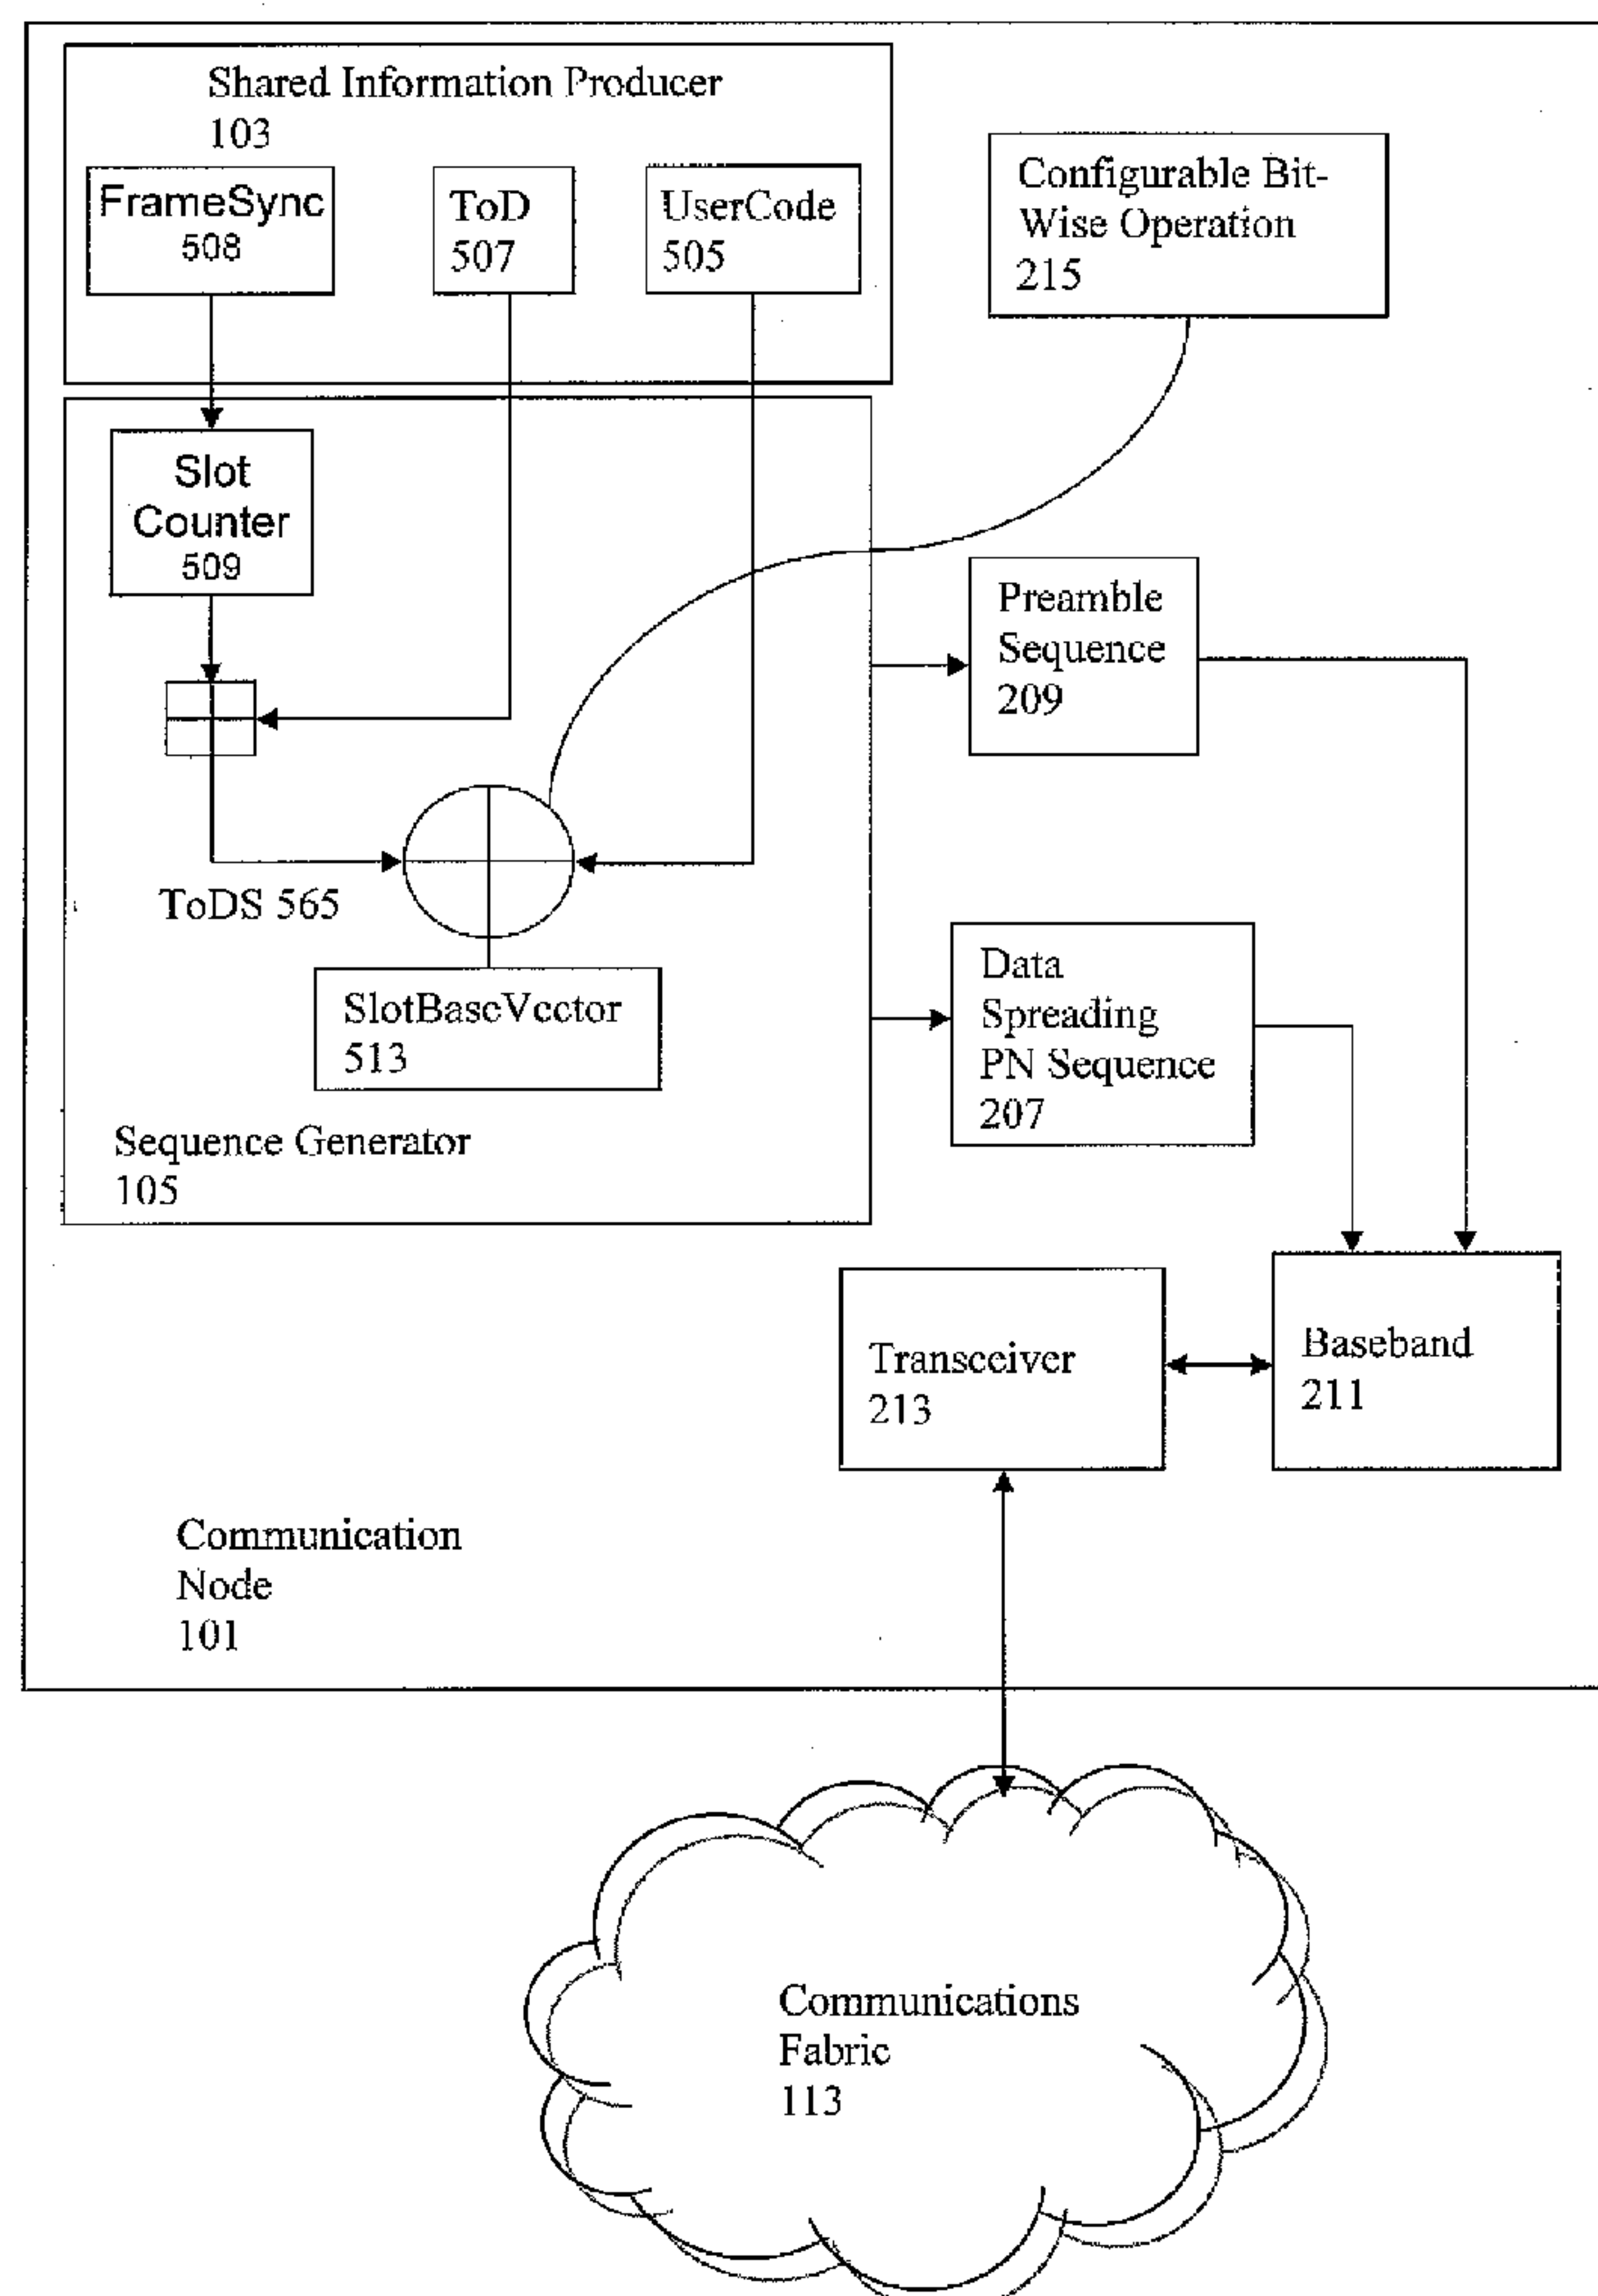 Shared Information Producer
103
FrameSync
508
ToD
507
UserCode
505
Configurable Bit-
Wise Operation
215
Slot
Counter
509
Preamble
Sequence
209
ToDS 565
SlotBaseVector
513
Data
Spreading
PN Sequence
207
Sequence Generator
105
Transceiver
213
Baseband
211
Communication
Node
101
Communications
Fabric
113